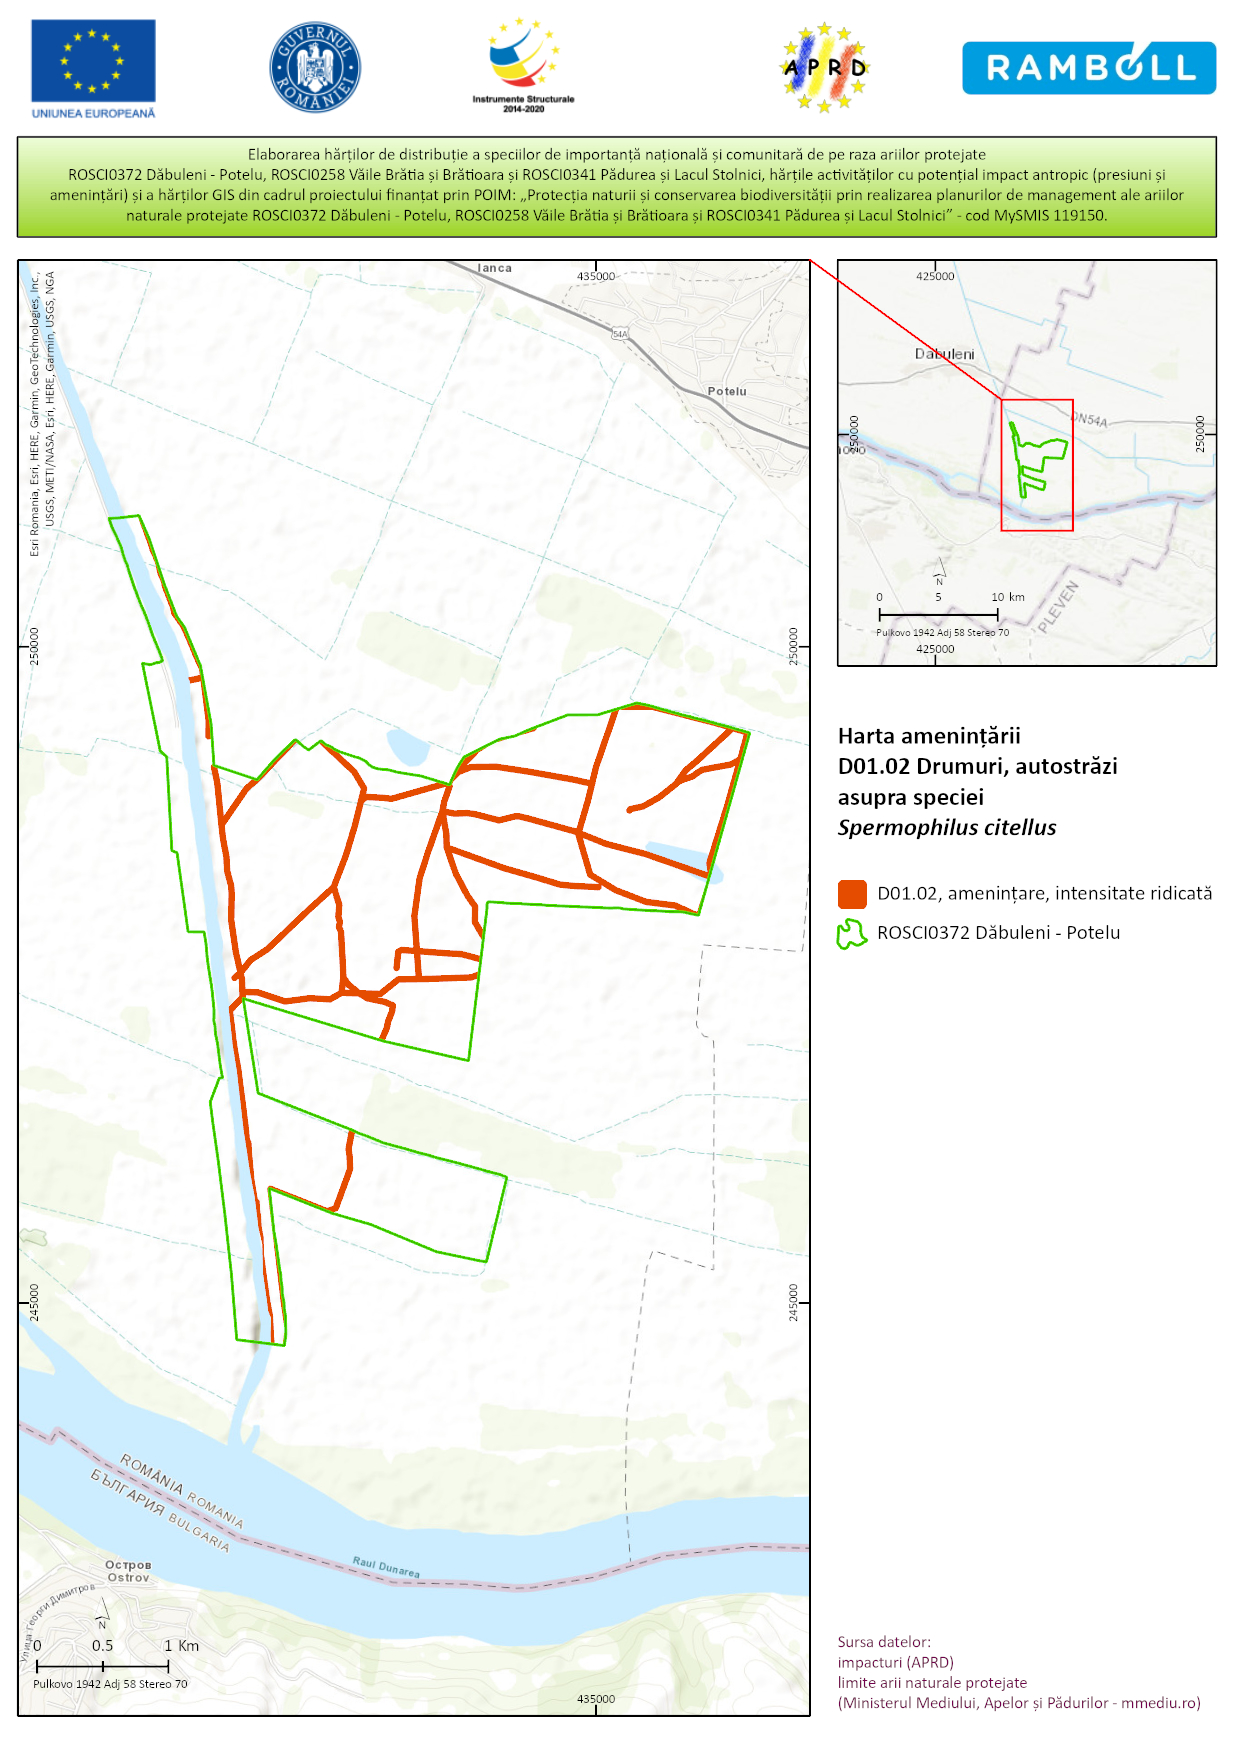 UNIUNEA EUROPEANĂ
GUVERNUL ROMÂNIEI
Instrumente Structurale
2014-2020
APRD
RAMBOLL
Elaborarea hărților de distribuție a speciilor de importanță națională și comunitară de pe raza ariilor protejate
ROSCI0372 Dăbuleni - Potelu, ROSCI0258 Văile Brătia și Brătioara și ROSCI0341 Pădurea și Lacul Stolnici, hărțile activităților cu potențial impact antropic (presiuni și
amenințări) și a hărților GIS din cadrul proiectului finanțat prin POIM: „Protecția naturii si conservarea biodiversității prin realizarea planurilor de management ale ariilor
naturale protejate ROSCI0372 Dăbuleni - Potelu, ROSCI0258 Văile Brătia și Brătioara și ROSCI0341 Pădurea și Lacul Stolnici” - cod MySMIS 119150.
Esri Romania, Esri, HERE, Garmin, GeoTechnologies, Inc.,
USGS, METI/NASA, Esri, HERE, Garmin, USGS, NGA
Ianca
435000
54A
Potelu
250000
250000
245000
245000
ROMÂNIA ROMANIA
БЪЛГАРИЯ BULGARIA
Raul Dunarea
Остров
Ostrov
Улица Георги Димитров
N
0 0.5 1 Km
Pulkovo 1942 Adj 58 Stereo 70
435000
425000
Dabuleni
DN54A
250000
250000
PLEVEN
N
0 5 10 km
Pulkovo 1942 Adj 58 Stereo 70
425000
Harta amenințării
D01.02 Drumuri, autostrăzi
asupra speciei
Spermophilus citellus
D01.02, amenințare, intensitate ridicată
ROSCI0372 Dăbuleni - Potelu
Sursa datelor:
impacturi (APRD)
limite arii naturale protejate
(Ministerul Mediului, Apelor și Pădurilor - mmediu.ro)